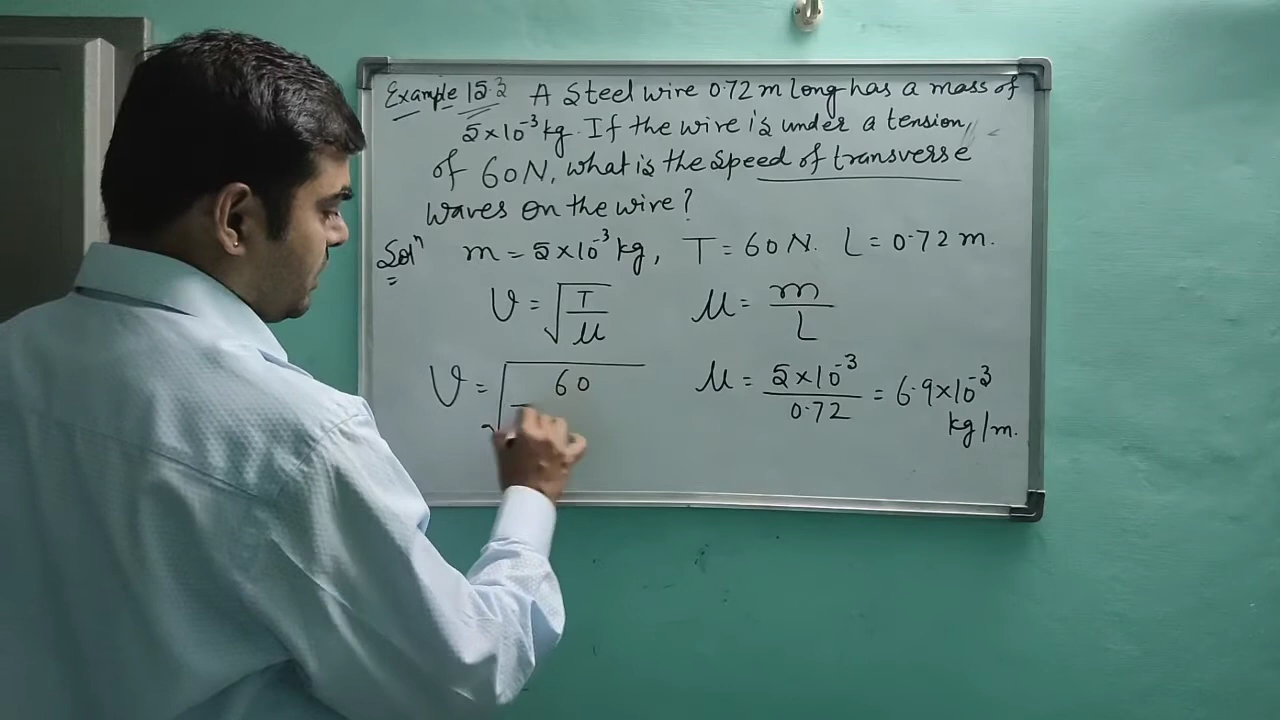 Example 15.3 A Steel wire 0.72 m long has a mass of
5×10⁻³ kg. If the wire is under a tension,
of 60N, what is the Speed of transverse
waves on the wire?
Solⁿ m = 5×10⁻³ kg, T = 60 N. L = 0.72 m.
v = √(T/μ) μ = m/L
v = √60 μ = 5×10⁻³/0.72 = 6.9×10⁻³
kg/m.